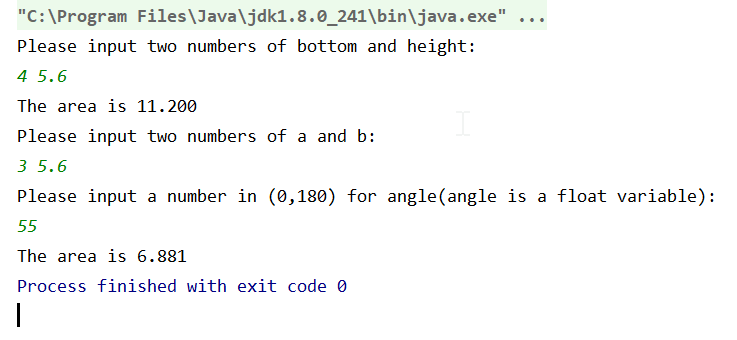 "C:\Program Files\Java\jdk1.8.0_241\bin\java.exe" ...
Please input two numbers of bottom and height:
4 5.6
The area is 11.200
Please input two numbers of a and b:
3 5.6
Please input a number in (0,180) for angle(angle is a float variable):
55
The area is 6.881
Process finished with exit code 0